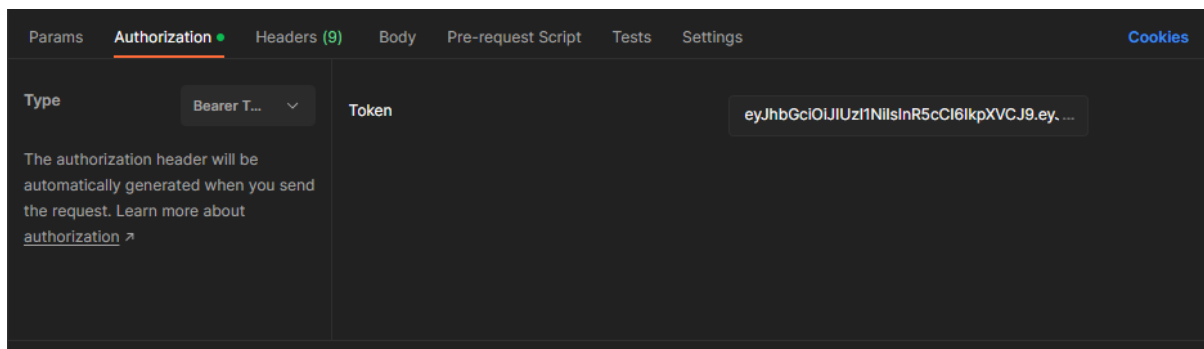 Params Authorization Headers (9) Body Pre-request Script Tests Settings Cookies
Type Bearer T...
The authorization header will be
automatically generated when you send
the request. Learn more about
authorization ↗
Token eyJhbGciOiJIUzI1NiIsInR5cCI6IkpXVCJ9.ey. ...